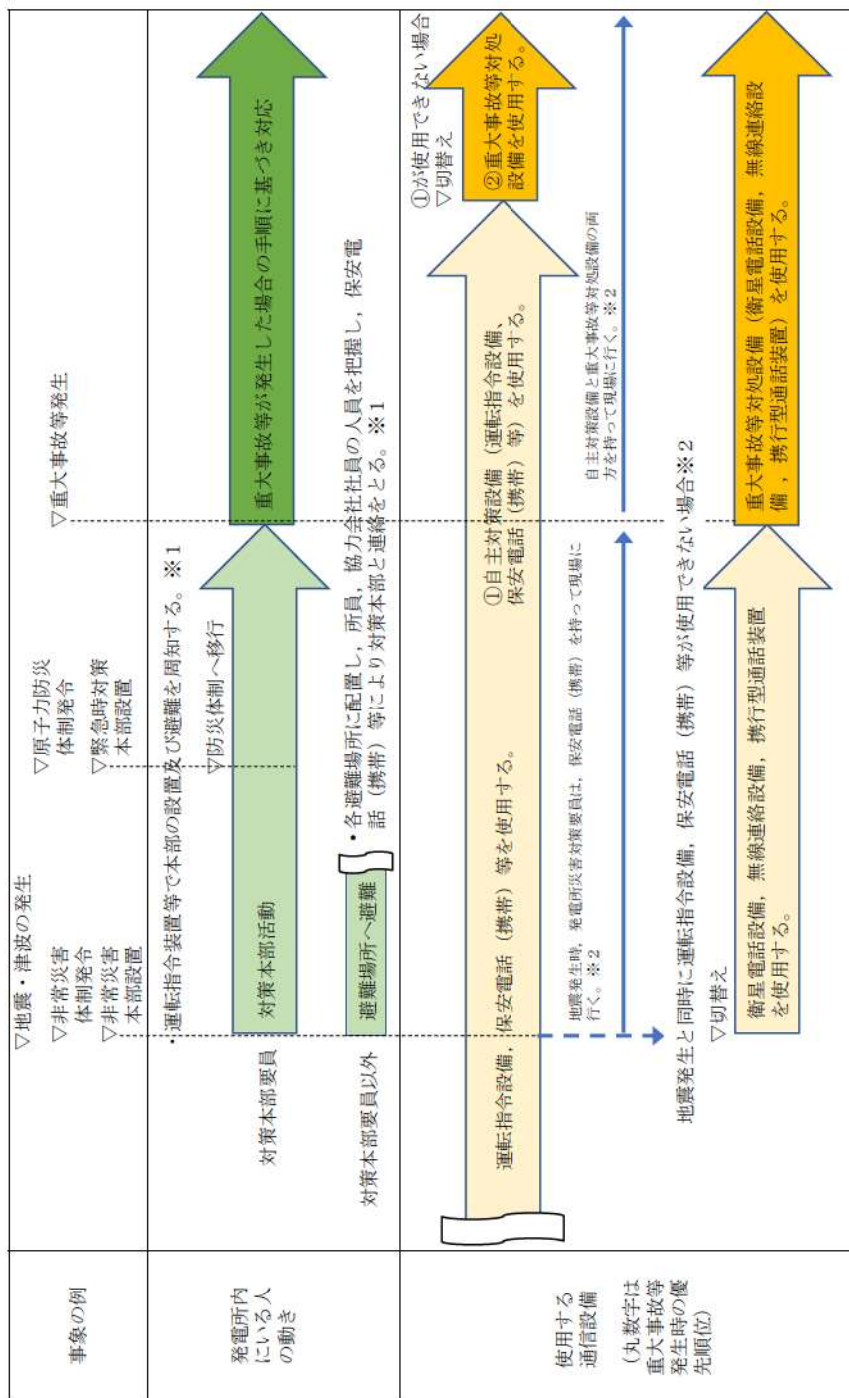 事象の例
▽地震・津波の発生
▽非常災害
体制発令
▽非常災害
本部設置
▽原子力防災
体制発令
▽緊急時対策
本部設置
▽重大事故等発生
発電所内
にいる人
の動き
・運転指令装置等で本部の設置及び避難を周知する。※1
対策本部要員
対策本部活動
▽防災体制へ移行
重大事故等が発生した場合の手順に基づき対応
対策本部要員以外
避難場所へ避難
・各避難場所に配置し，所員，協力会社社員の人員を把握し，保安電
話（携帯）等により対策本部と連絡をとる。※1
使用する
通信設備
(丸数字は
重大事故等
発生時の優
先順位)
運転指令設備，保安電話（携帯）等を使用する。
①自主対策設備（運転指令設備、
保安電話（携帯）等）を使用する。
①が使用できない場合
▽切替え
②重大事故等対処
設備を使用する。
地震発生時，発電所災害対策要員は，保安電話（携帯）を持って現場に
行く。※2
自主対策設備と重大事故等対処設備の両
方を持って現場に行く。※2
地震発生と同時に運転指令設備，保安電話（携帯）等が使用できない場合※2
▽切替え
衛星電話設備，無線連絡設備，携行型通話装置
を使用する。
重大事故等対処設備（衛星電話設備，無線連絡設
備，携行型通話装置）を使用する。